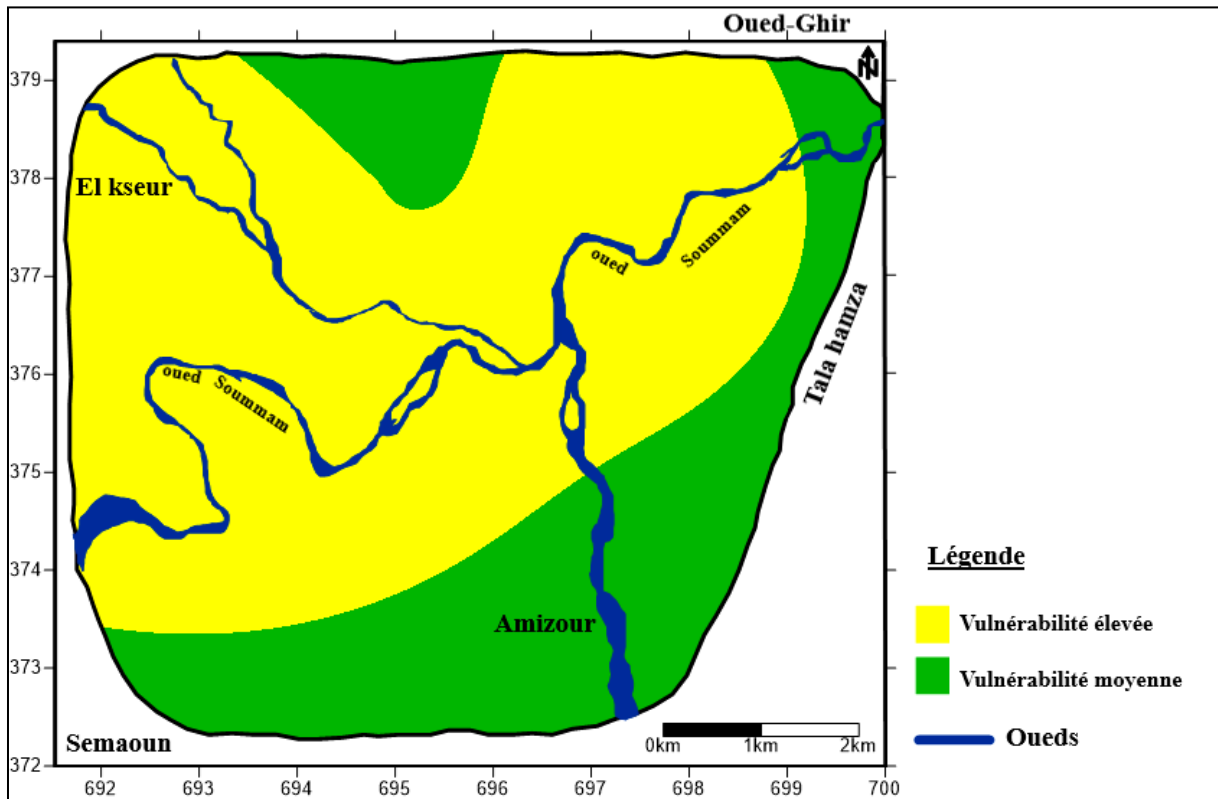 Oued-Ghir
N
379
378
El kseur
377
oued
Soummam
376
oued
Soummam
Tala hamza
375
374
Amizour
373
Semaoun
0km
1km
2km
372
692
693
694
695
696
697
698
699
700
Légende
Vulnérabilité élevée
Vulnérabilité moyenne
Oueds